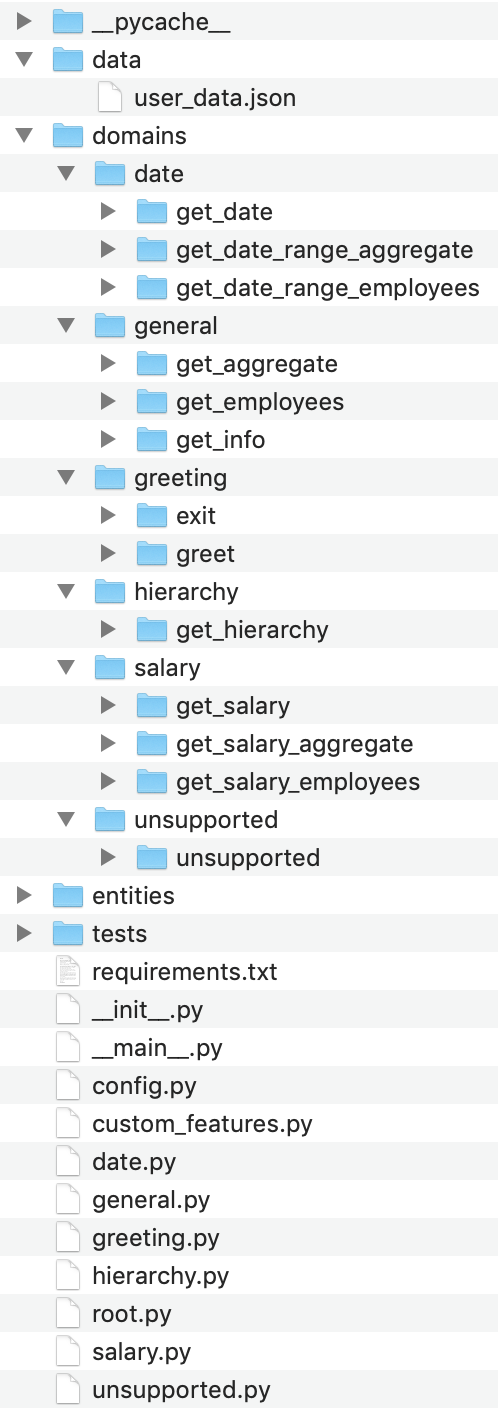 __pycache__
data
user_data.json
domains
date
get_date
get_date_range_aggregate
get_date_range_employees
general
get_aggregate
get_employees
get_info
greeting
exit
greet
hierarchy
get_hierarchy
salary
get_salary
get_salary_aggregate
get_salary_employees
unsupported
unsupported
entities
tests
requirements.txt
__init__.py
__main__.py
config.py
custom_features.py
date.py
general.py
greeting.py
hierarchy.py
root.py
salary.py
unsupported.py